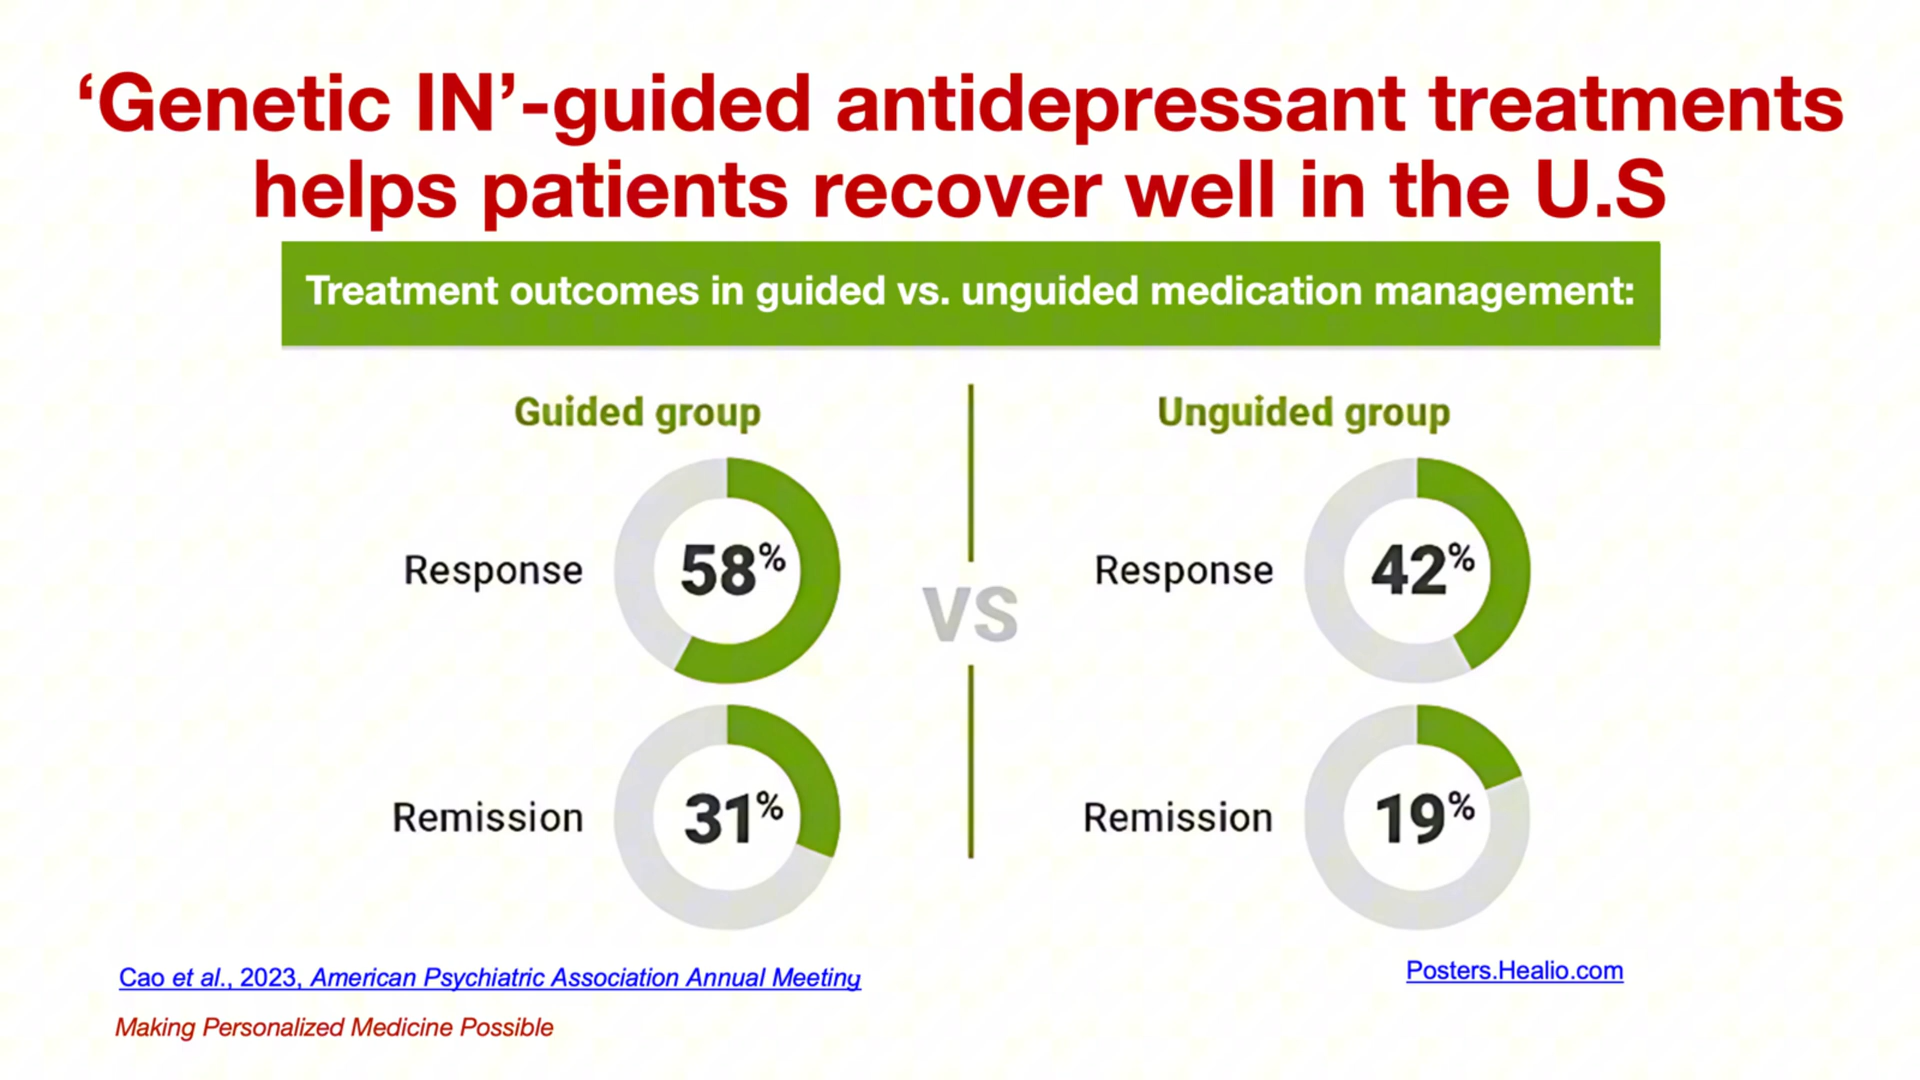 ‘Genetic IN’-guided antidepressant treatments
helps patients recover well in the U.S
Treatment outcomes in guided vs. unguided medication management:
Guided group
Unguided group
Response
58%
VS
Response
42%
Remission
31%
Remission
19%
Cao et al., 2023, American Psychiatric Association Annual Meeting
Posters.Healio.com
Making Personalized Medicine Possible